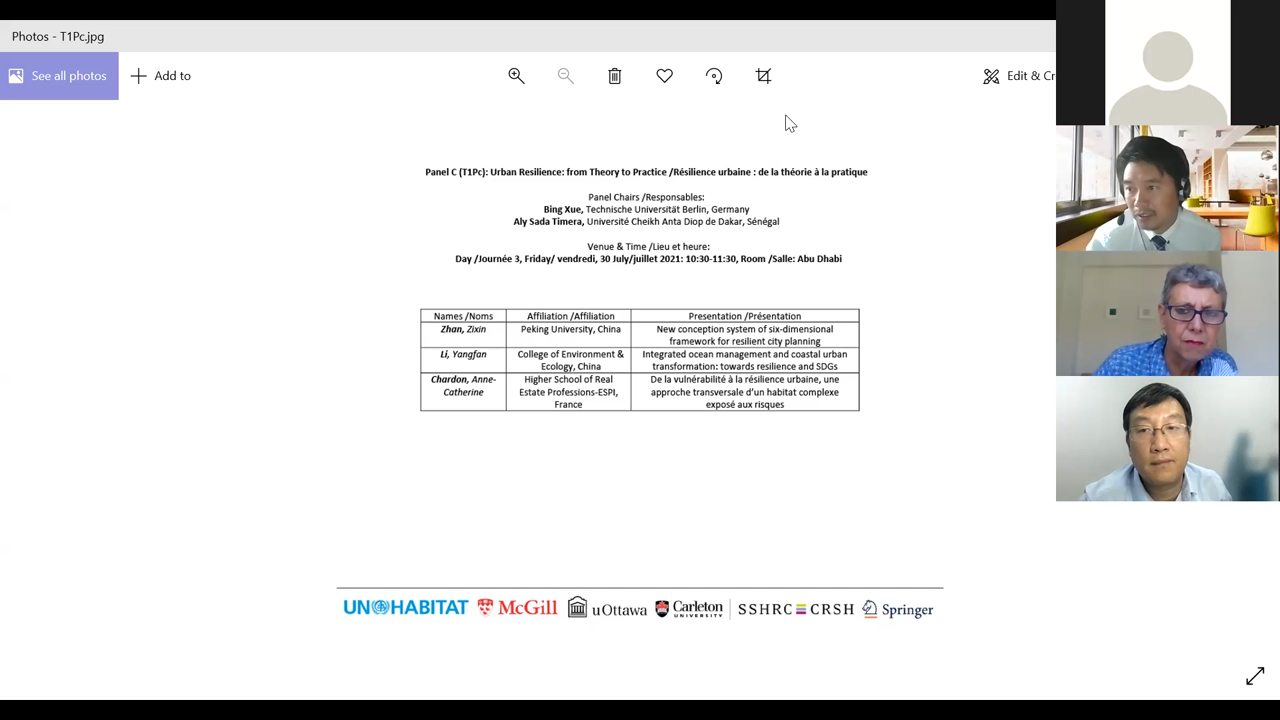 Photos - T1Pc.jpg
See all photos
Add to
Edit & Cr
Panel C (T1Pc): Urban Resilience: from Theory to Practice /Résilience urbaine : de la théorie à la pratique
Panel Chairs /Responsables:
Bing Xue, Technische Universität Berlin, Germany
Aly Sada Timera, Université Cheikh Anta Diop de Dakar, Sénégal
Venue & Time /Lieu et heure:
Day /Journée 3, Friday/ vendredi, 30 July/juillet 2021: 10:30-11:30, Room /Salle: Abu Dhabi
Names /Noms
Affiliation /Affiliation
Presentation /Présentation
Zhan, Zixin
Peking University, China
New conception system of six-dimensional
framework for resilient city planning
Li, Yangfan
College of Environment &
Ecology, China
Integrated ocean management and coastal urban
transformation: towards resilience and SDGs
Chardon, Anne-
Catherine
Higher School of Real
Estate Professions-ESPI,
France
De la vulnérabilité à la résilience urbaine, une
approche transversale d'un habitat complexe
exposé aux risques
UN HABITAT
McGill
uOttawa
Carleton
UNIVERSITY
SSHRC CRSH
Springer